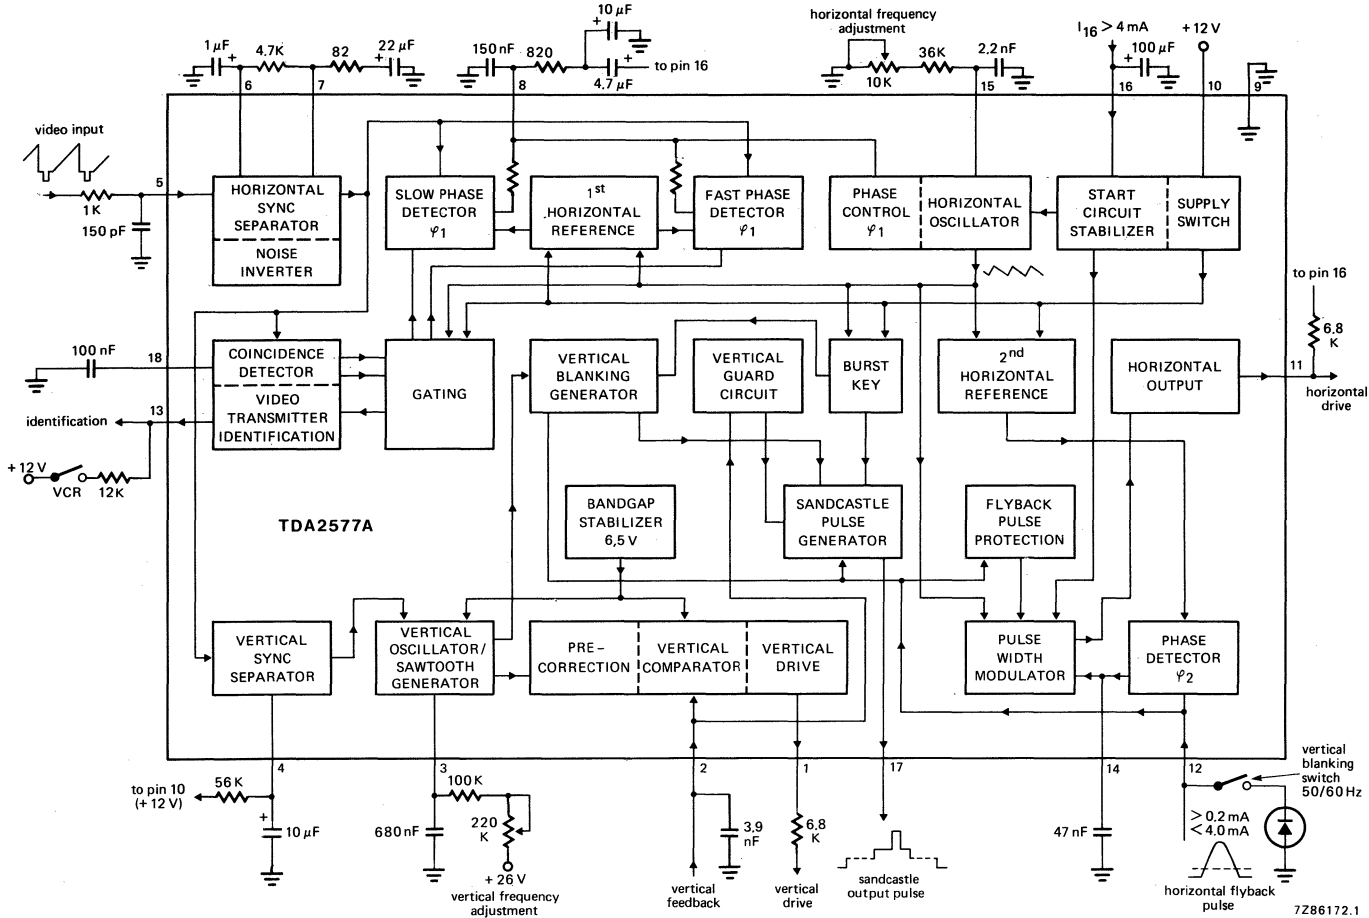 10 μF
+
horizontal frequency
adjustment
I16 > 4 mA
+ 12 V
1 μF
4.7K
82
22 μF
150 nF
820
36K
2,2 nF
100 μF
+
+
+
+
to pin 16
4.7 μF
10K
6
7
8
15
16
10
9
video input
5
1K
150 pF
HORIZONTAL
SYNC
SEPARATOR
NOISE
INVERTER
SLOW PHASE
DETECTOR
φ1
1st
HORIZONTAL
REFERENCE
FAST PHASE
DETECTOR
φ1
PHASE
CONTROL
φ1
HORIZONTAL
OSCILLATOR
START
CIRCUIT
STABILIZER
SUPPLY
SWITCH
to pin 16
6.8
K
100 nF
18
COINCIDENCE
DETECTOR
VIDEO
TRANSMITTER
IDENTIFICATION
GATING
VERTICAL
BLANKING
GENERATOR
VERTICAL
GUARD
CIRCUIT
BURST
KEY
2nd
HORIZONTAL
REFERENCE
HORIZONTAL
OUTPUT
11
horizontal
drive
identification
13
+ 12 V
VCR
12K
TDA2577A
BANDGAP
STABILIZER
6,5 V
SANDCASTLE
PULSE
GENERATOR
FLYBACK
PULSE
PROTECTION
VERTICAL
SYNC
SEPARATOR
VERTICAL
OSCILLATOR/
SAWTOOTH
GENERATOR
PRE-
CORRECTION
VERTICAL
COMPARATOR
VERTICAL
DRIVE
PULSE
WIDTH
MODULATOR
PHASE
DETECTOR
φ2
4
3
2
1
17
14
12
to pin 10
(+ 12 V)
56K
+
10 μF
100K
680 nF
220
K
+ 26 V
vertical frequency
adjustment
3,9
nF
vertical
feedback
6,8
K
vertical
drive
sandcastle
output pulse
47 nF
vertical
blanking
switch
50/60 Hz
> 0.2 mA
< 4.0 mA
horizontal flyback
pulse
7Z86172.1